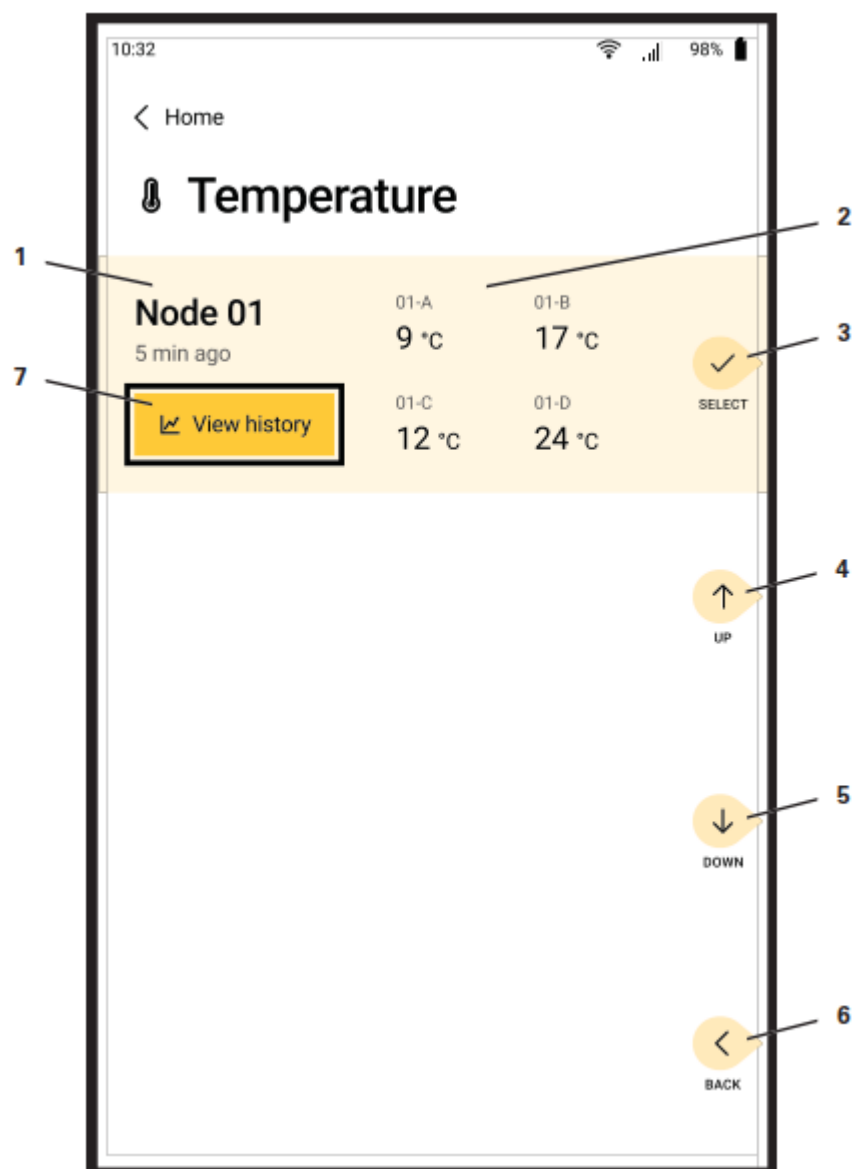 10:32 98%
Home
Temperature
1
2
Node 01
5 min ago
01-A 01-B
9 °C 17 °C
3
SELECT
7
View history
01-C 01-D
12 °C 24 °C
4
UP
5
DOWN
6
BACK